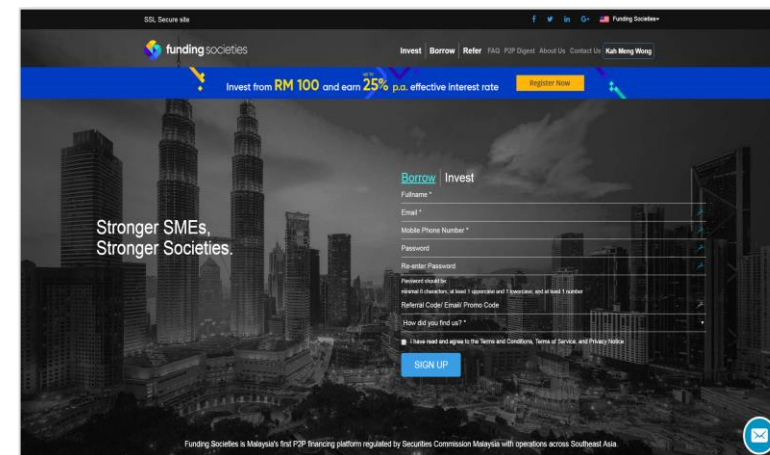 SSL Secure site
f in G+ Funding Societies
funding societies
Invest Borrow Refer FAQ P2P Digest About Us Contact Us Kah Meng Wong
Invest from RM 100 and earn UP TO 25% p.a. effective interest rate Register Now
Borrow Invest
Fullname *
Email *
Stronger SMEs,
Mobile Phone Number *
Stronger Societies.
Password
Re-enter Password
Password should be
minimal 8 characters, at least 1 uppercase and 1 lowercase, and at least 1 number
Referral Code/ Email/ Promo Code
How did you find us? *
I have read and agree to the Terms and Conditions, Terms of Service, and Privacy Notice
SIGN UP
Funding Societies is Malaysia's first P2P financing platform regulated by Securities Commission Malaysia with operations across Southeast Asia.